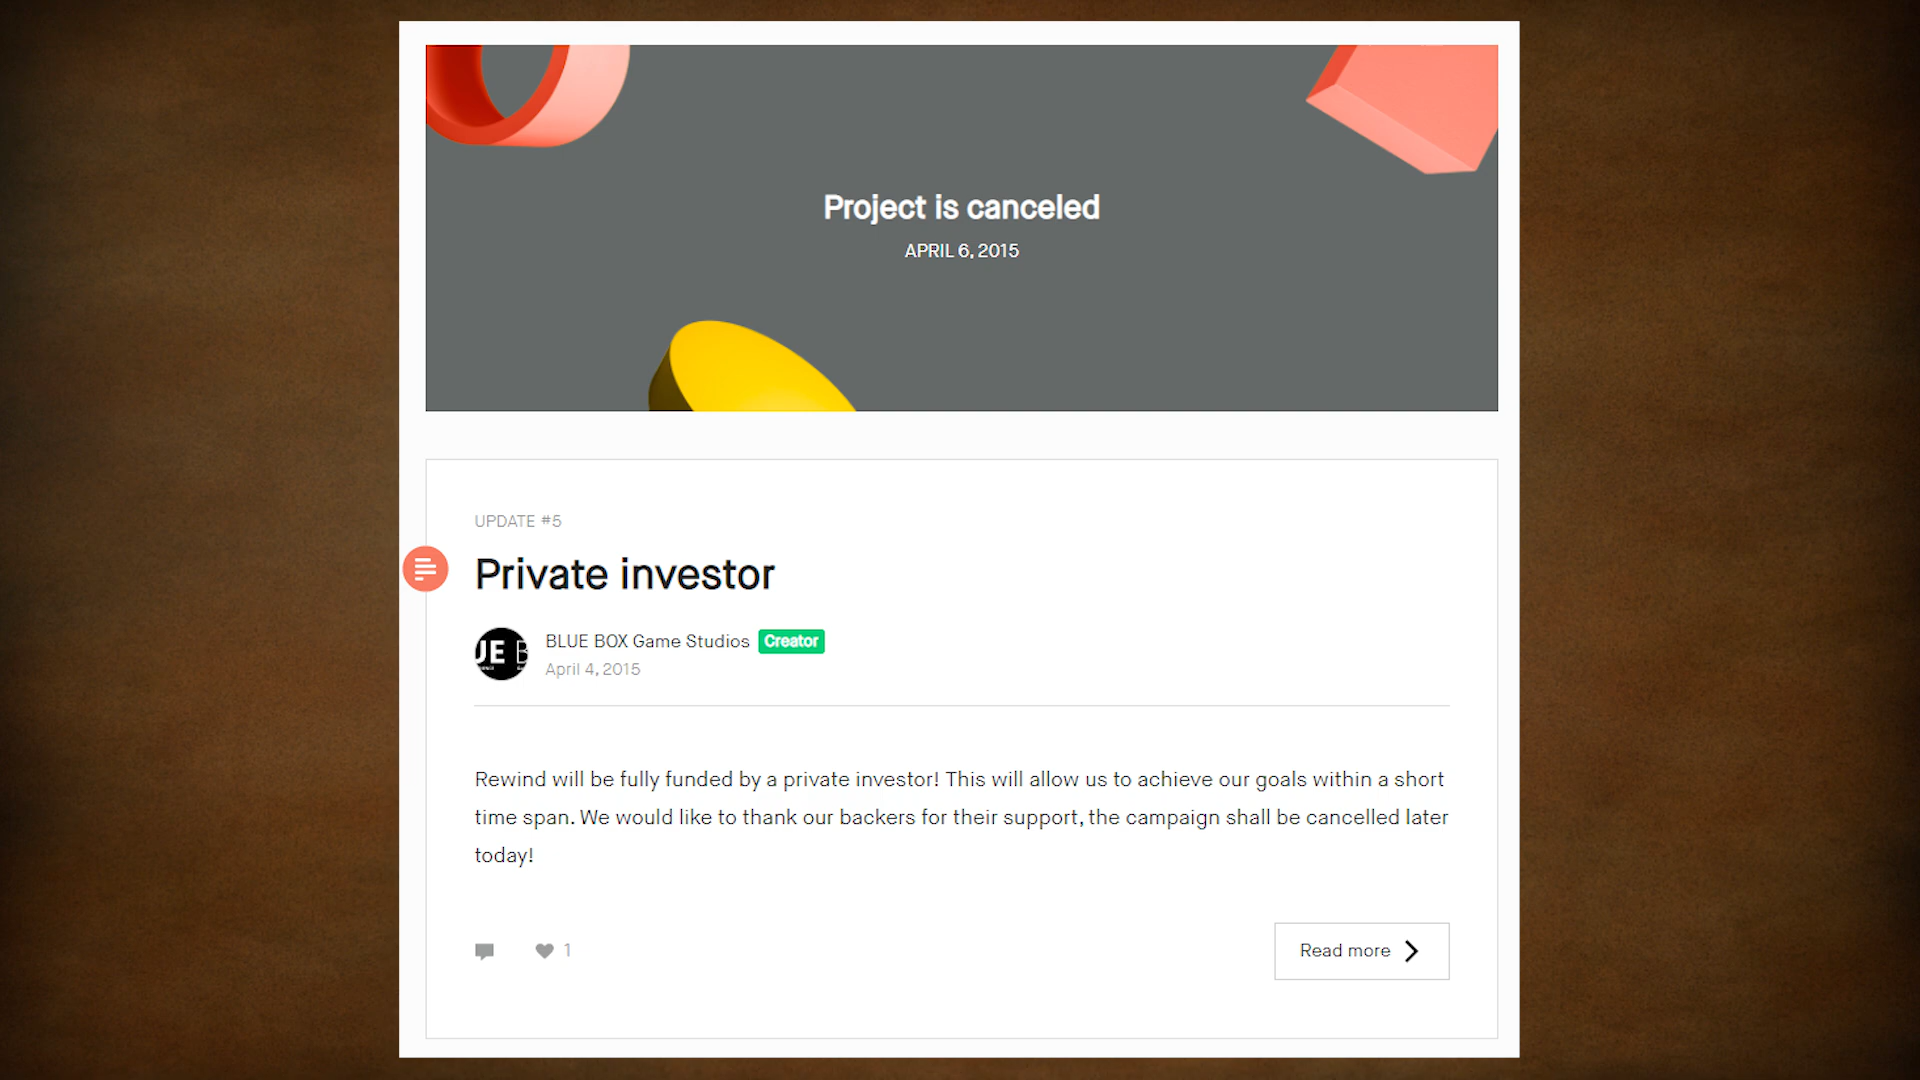 Project is canceled
APRIL 6, 2015
UPDATE #5
Private investor
UE B
BLUE BOX Game Studios Creator
April 4, 2015
Rewind will be fully funded by a private investor! This will allow us to achieve our goals within a short
time span. We would like to thank our backers for their support, the campaign shall be cancelled later
today!
1
Read more